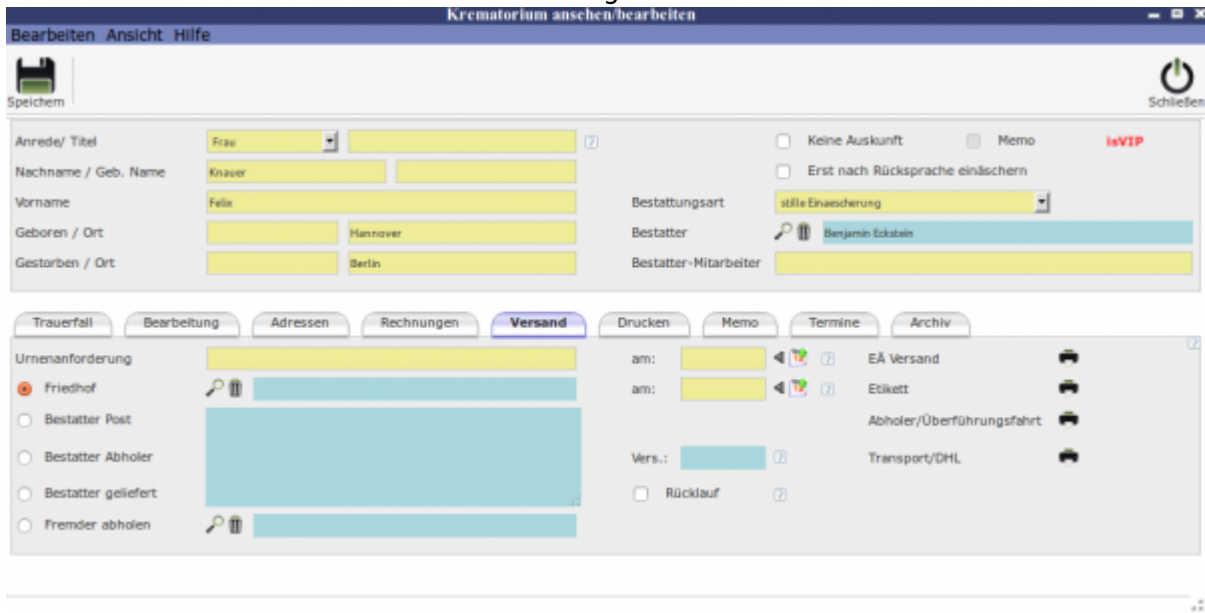 Krematorium ansehen/bearbeiten
Bearbeiten Ansicht Hilfe
Speichern
Schließen
Anrede/ Titel Frau Keine Auskunft Memo isVIP
Nachname / Geb. Name Knauer Erst nach Rücksprache einäschern
Vorname Felix Bestattungsart stille Einaescherung
Geboren / Ort Hannover Bestatter Benjamin Eckstein
Gestorben / Ort Berlin Bestatter-Mitarbeiter
Trauerfall Bearbeitung Adressen Rechnungen Versand Drucken Memo Termine Archiv
Urnenanforderung am: EÄ Versand
Friedhof am: Etikett
Bestatter Post Abholer/Überführungsfahrt
Bestatter Abholer Vers.: Transport/DHL
Bestatter geliefert Rücklauf
Fremder abholen